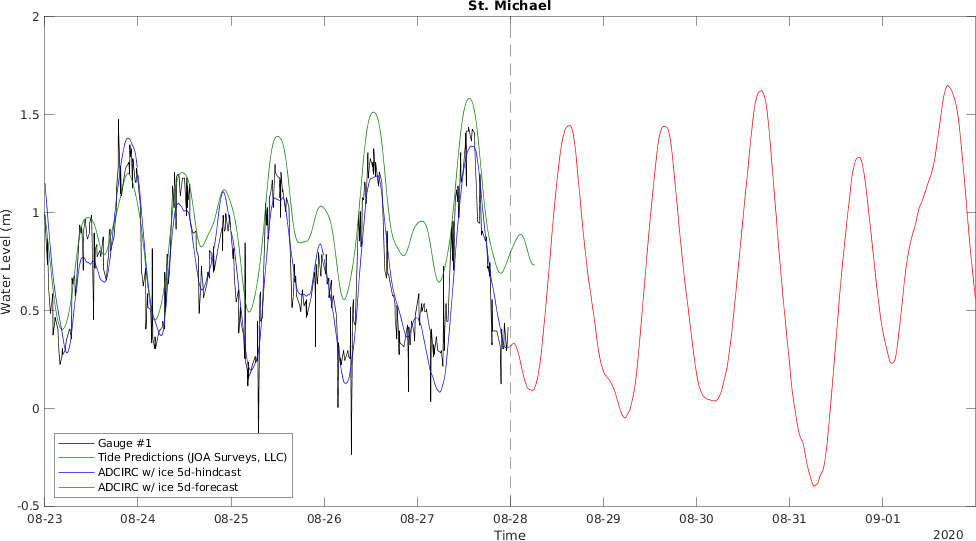 St. Michael
2
1.5
1
0.5
0
-0.5
Water Level (m)
Gauge #1
Tide Predictions (JOA Surveys, LLC)
ADCIRC w/ ice 5d-hindcast
ADCIRC w/ ice 5d-forecast
08-23 08-24 08-25 08-26 08-27 08-28 08-29 08-30 08-31 09-01
Time
2020